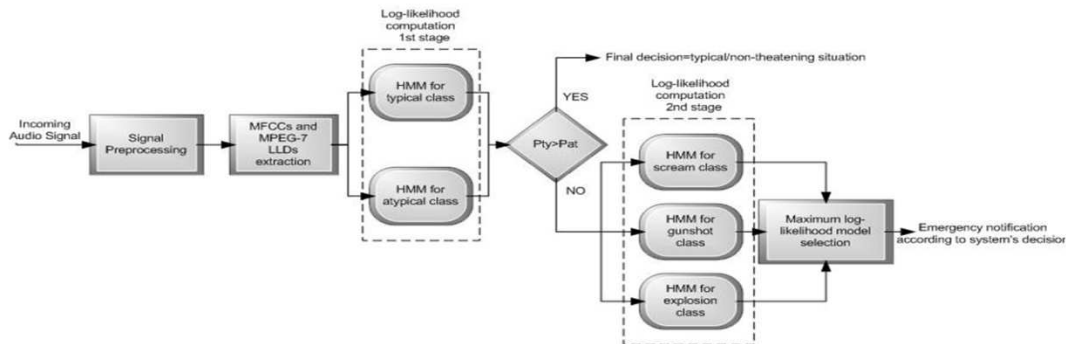 Log-likelihood
computation
1st stage
HMM for
typical class
HMM for
atypical class
Incoming
Audio Signal
Signal
Preprocessing
MFCCs and
MPEG-7
LLDs
extraction
Pty>Pat
YES
NO
Final decision=typical/non-theatening situation
Log-likelihood
computation
2nd stage
HMM for
scream class
HMM for
gunshot
class
HMM for
explosion
class
Maximum log-
likelihood model
selection
Emergency notification
according to system's decision